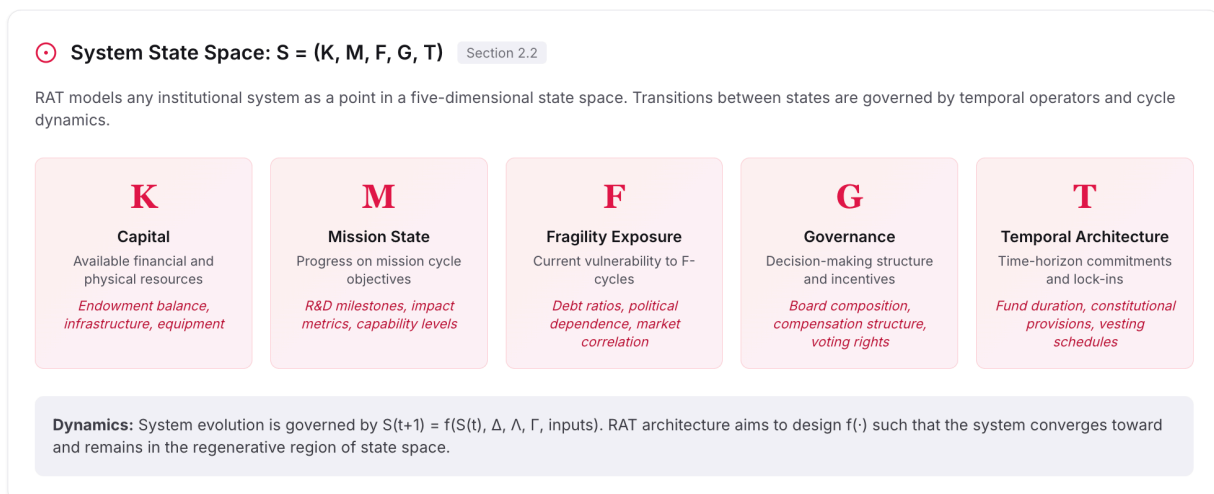 System State Space: S = (K, M, F, G, T) Section 2.2
RAT models any institutional system as a point in a five-dimensional state space. Transitions between states are governed by temporal operators and cycle
dynamics.
K
Capital
Available financial and
physical resources
Endowment balance,
infrastructure, equipment
M
Mission State
Progress on mission cycle
objectives
R&D milestones, impact
metrics, capability levels
F
Fragility Exposure
Current vulnerability to F-
cycles
Debt ratios, political
dependence, market
correlation
G
Governance
Decision-making structure
and incentives
Board composition,
compensation structure,
voting rights
T
Temporal Architecture
Time-horizon commitments
and lock-ins
Fund duration, constitutional
provisions, vesting
schedules
Dynamics: System evolution is governed by S(t+1) = f(S(t), Δ, Λ, Γ, inputs). RAT architecture aims to design f(·) such that the system converges toward
and remains in the regenerative region of state space.